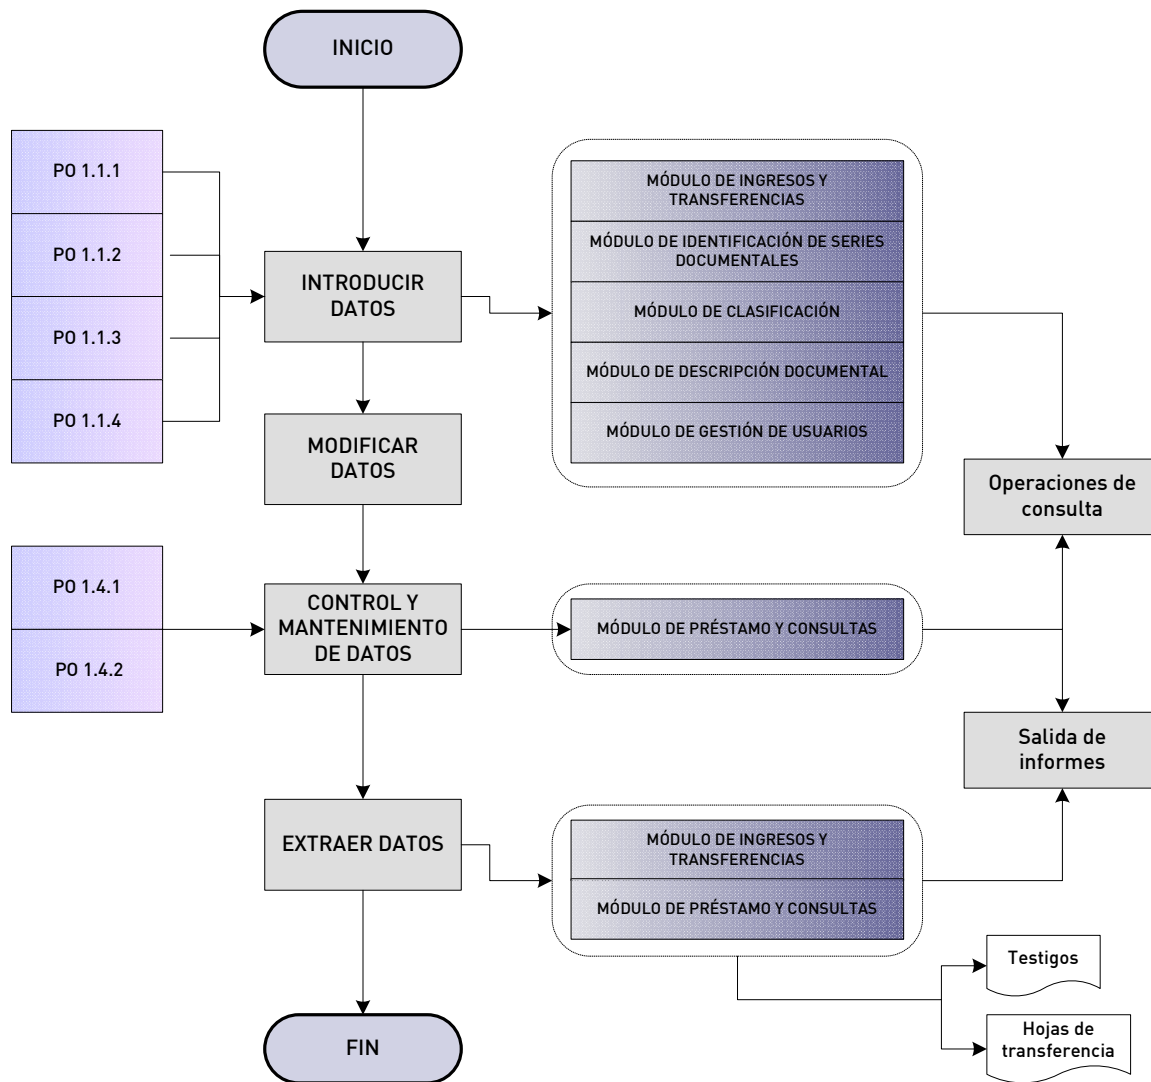 INICIO
PO 1.1.1
PO 1.1.2
PO 1.1.3
PO 1.1.4
INTRODUCIR
DATOS
MÓDULO DE INGRESOS Y
TRANSFERENCIAS
MÓDULO DE IDENTIFICACIÓN DE SERIES
DOCUMENTALES
MÓDULO DE CLASIFICACIÓN
MÓDULO DE DESCRIPCIÓN DOCUMENTAL
MÓDULO DE GESTIÓN DE USUARIOS
MODIFICAR
DATOS
Operaciones de
consulta
PO 1.4.1
PO 1.4.2
CONTROL Y
MANTENIMIENTO
DE DATOS
MÓDULO DE PRÉSTAMO Y CONSULTAS
Salida de
informes
EXTRAER DATOS
MÓDULO DE INGRESOS Y
TRANSFERENCIAS
MÓDULO DE PRÉSTAMO Y CONSULTAS
Testigos
Hojas de
transferencia
FIN